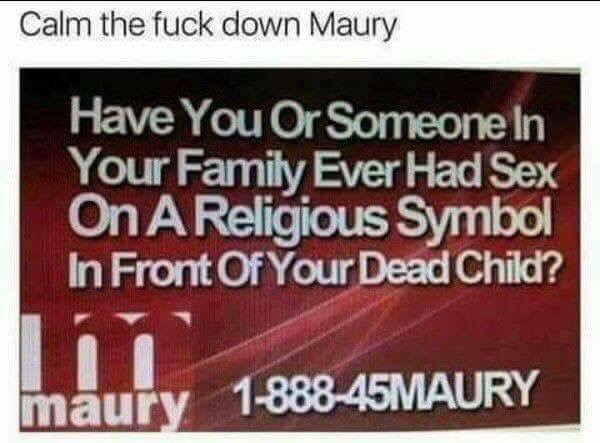 Calm the fuck down Maury
Have You Or Someone In
Your Family Ever Had Sex
On A Religious Symbol
In Front Of Your Dead Child?
maury 1-888-45MAURY